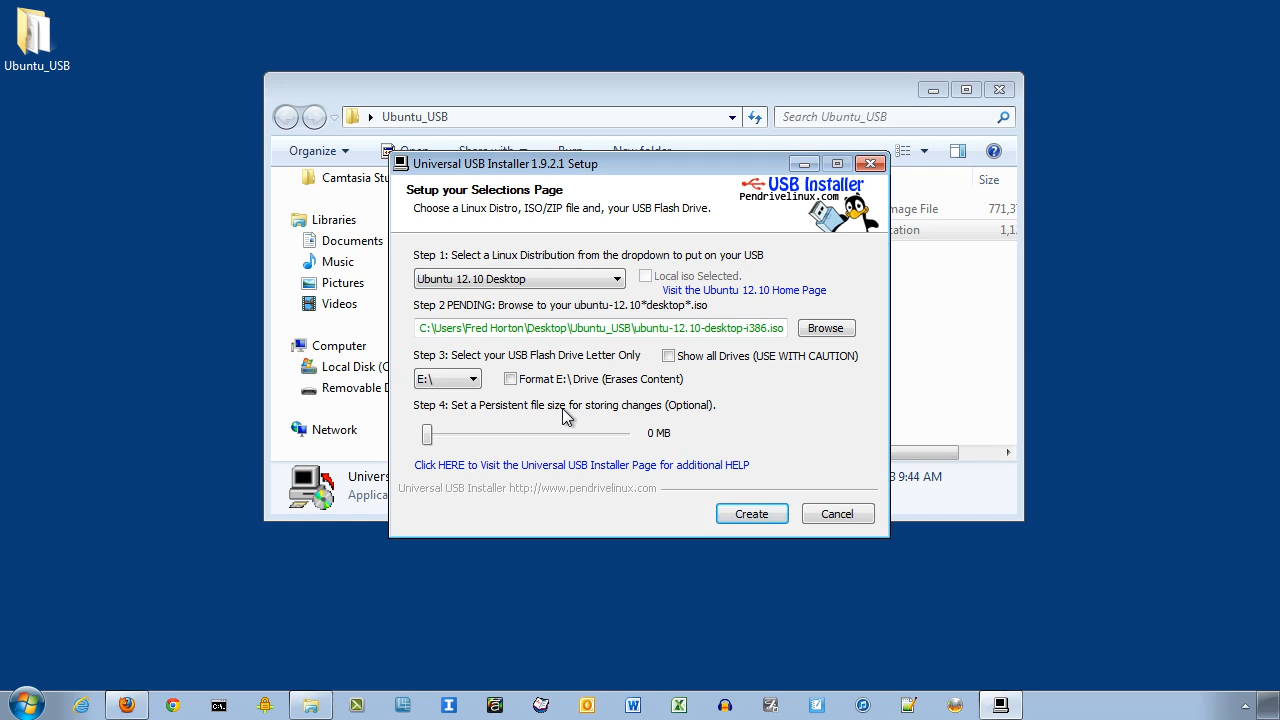 Ubuntu_USB
Ubuntu_USB
Search Ubuntu_USB
Organize
Open
Share with
Burn
New folder
Universal USB Installer 1.9.2.1 Setup
Setup your Selections Page
Choose a Linux Distro, ISO/ZIP file and, your USB Flash Drive.
USB Installer
Pendrivelinux.com
Step 1: Select a Linux Distribution from the dropdown to put on your USB
Ubuntu 12.10 Desktop
Local iso Selected.
Visit the Ubuntu 12.10 Home Page
Step 2 PENDING: Browse to your ubuntu-12.10*desktop*.iso
C:\Users\Fred Horton\Desktop\Ubuntu_USB\ubuntu-12.10-desktop-i386.iso
Browse
Step 3: Select your USB Flash Drive Letter Only
Show all Drives (USE WITH CAUTION)
E:\
Format E:\ Drive (Erases Content)
Step 4: Set a Persistent file size for storing changes (Optional).
0 MB
Click HERE to Visit the Universal USB Installer Page for additional HELP
Universal USB Installer http://www.pendrivelinux.com
Create
Cancel
Camtasia Stu
Libraries
Documents
Music
Pictures
Videos
Computer
Local Disk (
Removable
Network
Size
mage File
771,3
cation
1,1
Univers
Applica
9:44 AM